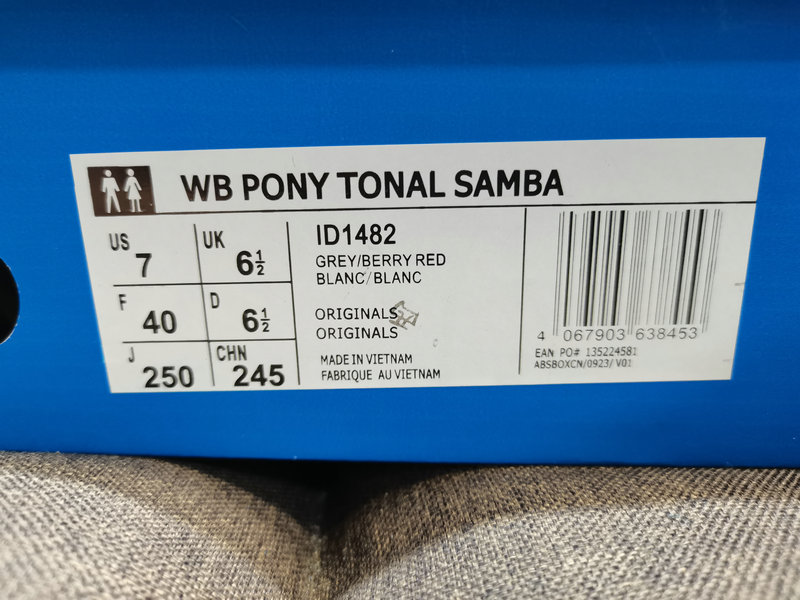 WB PONY TONAL SAMBA
US 7 UK 6½
F 40 D 6½
J 250 CHN 245
ID1482
GREY/BERRY RED
BLANC/BLANC
ORIGINALS
ORIGINALS
MADE IN VIETNAM
FABRIQUE AU VIETNAM
4 067903 638453
EAN PO# 135224581
ABSBOXCN/0923/V01